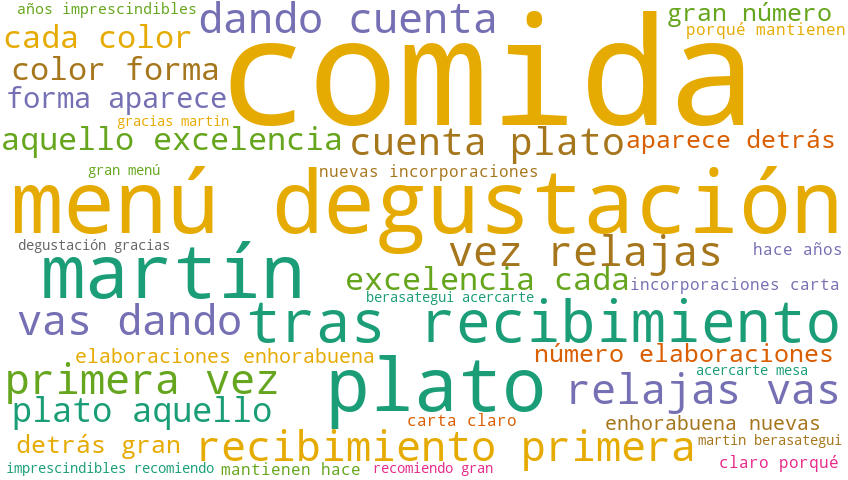 años imprescindibles
dando cuenta
gran número
cada color
comida
porqué mantienen
color forma
forma aparece
gracias martin
aquello excelencia
cuenta plato
aparece detrás
gran menú
nuevas incorporaciones
menú degustación
degustación gracias
martín
vez relajas
hace años
excelencia cada
incorporaciones carta
berasategui acercarte
vas dando
tras recibimiento
elaboraciones enhorabuena
número elaboraciones
primera vez
plato
acercarte mesa
relajas vas
plato aquello
carta claro
enhorabuena nuevas
detrás gran
recibimiento primera
martin berasategui
imprescindibles recomiendo
mantienen hace
recomiendo gran
claro porqué